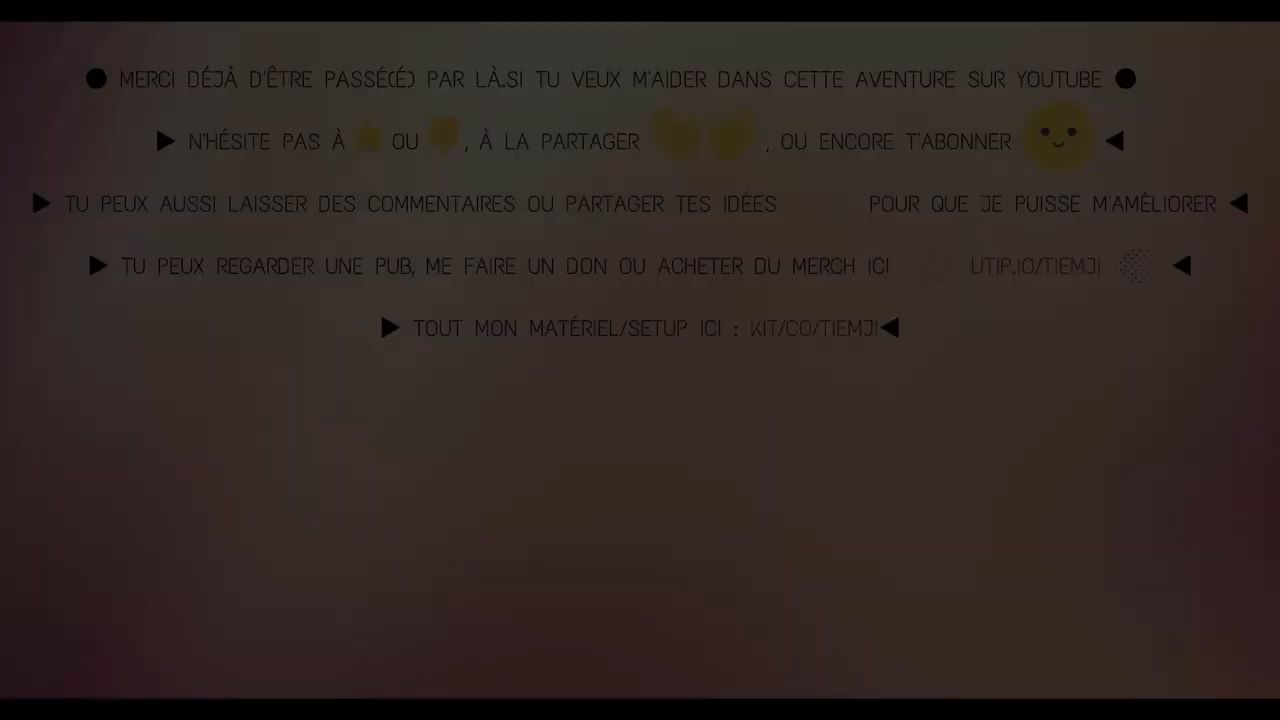 ● MERCI DÉJÀ D'ÊTRE PASSÉ(É) PAR LÀ.SI TU VEUX M'AIDER DANS CETTE AVENTURE SUR YOUTUBE ●
▶ N'HÉSITE PAS À 👍 OU 👎, À LA PARTAGER 👐, OU ENCORE T'ABONNER 🙂 ◀
▶ TU PEUX AUSSI LAISSER DES COMMENTAIRES OU PARTAGER TES IDÉES POUR QUE JE PUISSE M'AMÉLIORER ◀
▶ TU PEUX REGARDER UNE PUB, ME FAIRE UN DON OU ACHETER DU MERCH ICI UTIP.IO/TIEMJI ◀
▶ TOUT MON MATÉRIEL/SETUP ICI : KIT/CO/TIEMJI◀